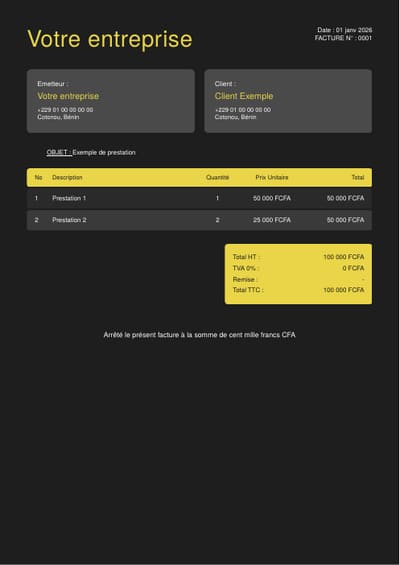 Votre entreprise
Date : 01 janv 2026
FACTURE N° : 0001
Emetteur :
Votre entreprise
+229 01 00 00 00 00
Cotonou, Bénin
Client :
Client Exemple
+229 01 00 00 00 00
Cotonou, Bénin
OBJET : Exemple de prestation
No Description Quantité Prix Unitaire Total
1 Prestation 1 1 50 000 FCFA 50 000 FCFA
2 Prestation 2 2 25 000 FCFA 50 000 FCFA
Total HT : 100 000 FCFA
TVA 0% : 0 FCFA
Remise : -
Total TTC : 100 000 FCFA
Arrêté le présent facture à la somme de cent mille francs CFA